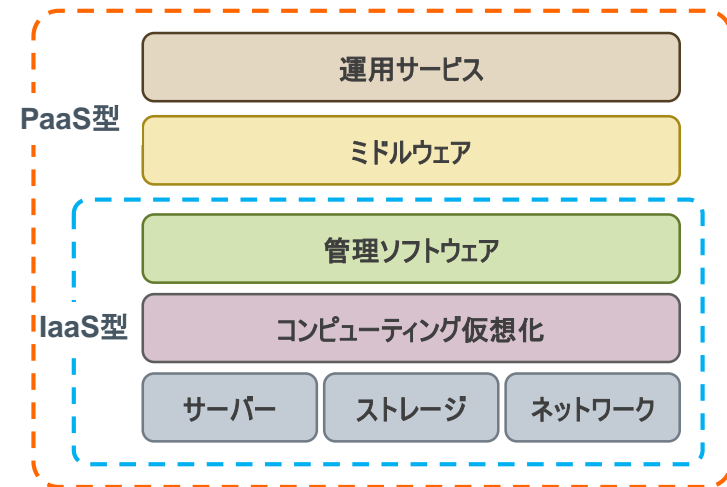 運用サービス
PaaS型
ミドルウェア
管理ソフトウェア
IaaS型
コンピューティング仮想化
サーバー
ストレージ
ネットワーク